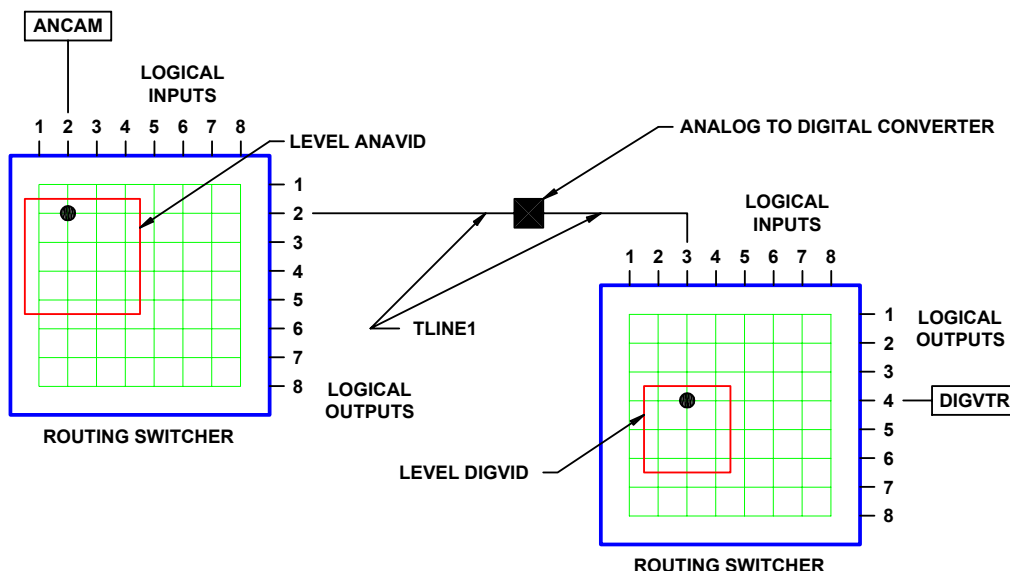 ANCAM
LOGICAL
INPUTS
1 2 3 4 5 6 7 8
LEVEL ANAVID
ANALOG TO DIGITAL CONVERTER
1
2
3
4
5
6
7
8
LOGICAL
OUTPUTS
ROUTING SWITCHER
TLINE1
LOGICAL
INPUTS
1 2 3 4 5 6 7 8
1
2
3
4
5
6
7
8
LOGICAL
OUTPUTS
DIGVTR
LEVEL DIGVID
ROUTING SWITCHER